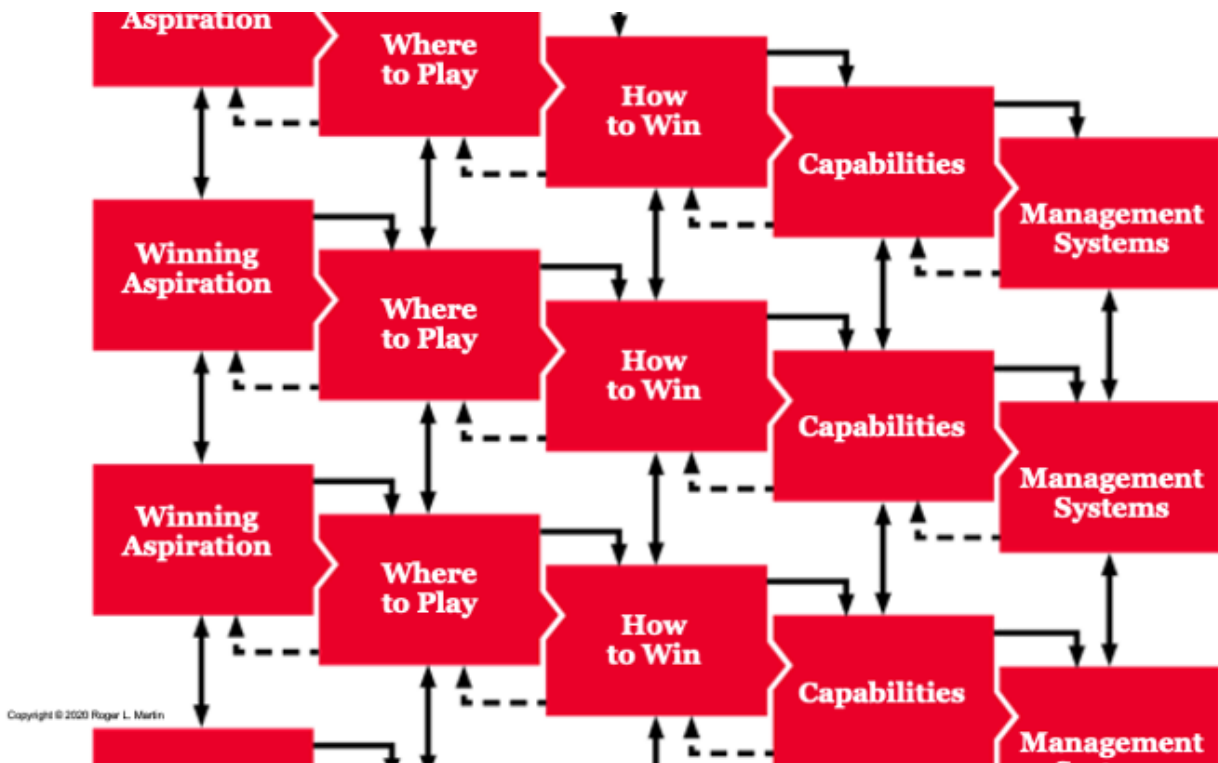 Aspiration
Where
to Play
How
to Win
Capabilities
Management
Systems
Winning
Aspiration
Where
to Play
How
to Win
Capabilities
Management
Systems
Winning
Aspiration
Where
to Play
How
to Win
Capabilities
Management
Copyright © 2020 Roger L. Martin